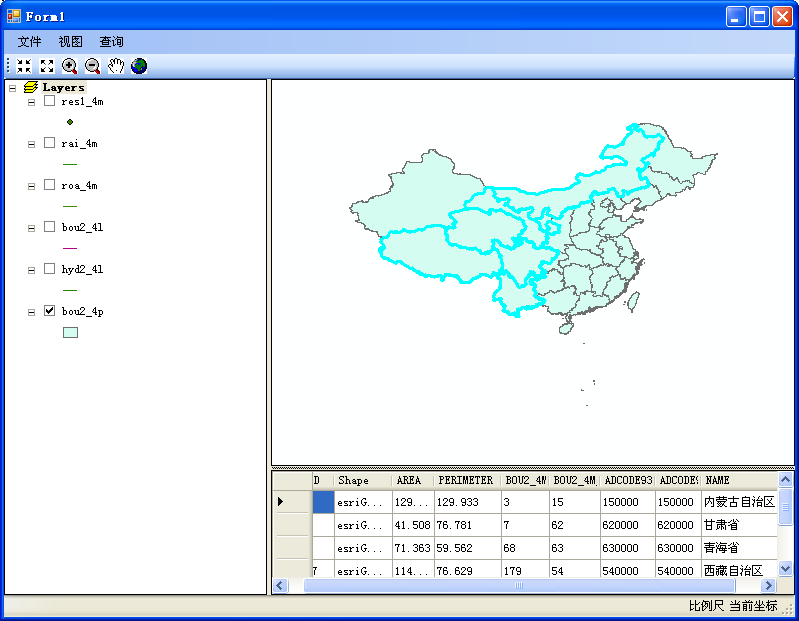 Form1
文件 视图 查询
Layers
res1_4m
rai_4m
roa_4m
bou2_4l
hyd2_4l
bou2_4p
D Shape AREA PERIMETER BOU2_4M BOU2_4M_ ADCODE93 ADCODE9 NAME
esriG... 129... 129.933 3 15 150000 150000 内蒙古自治区
esriG... 41.508 76.781 7 62 620000 620000 甘肃省
esriG... 71.363 59.562 68 63 630000 630000 青海省
7 esriG... 114... 76.629 179 54 540000 540000 西藏自治区
比例尺 当前坐标